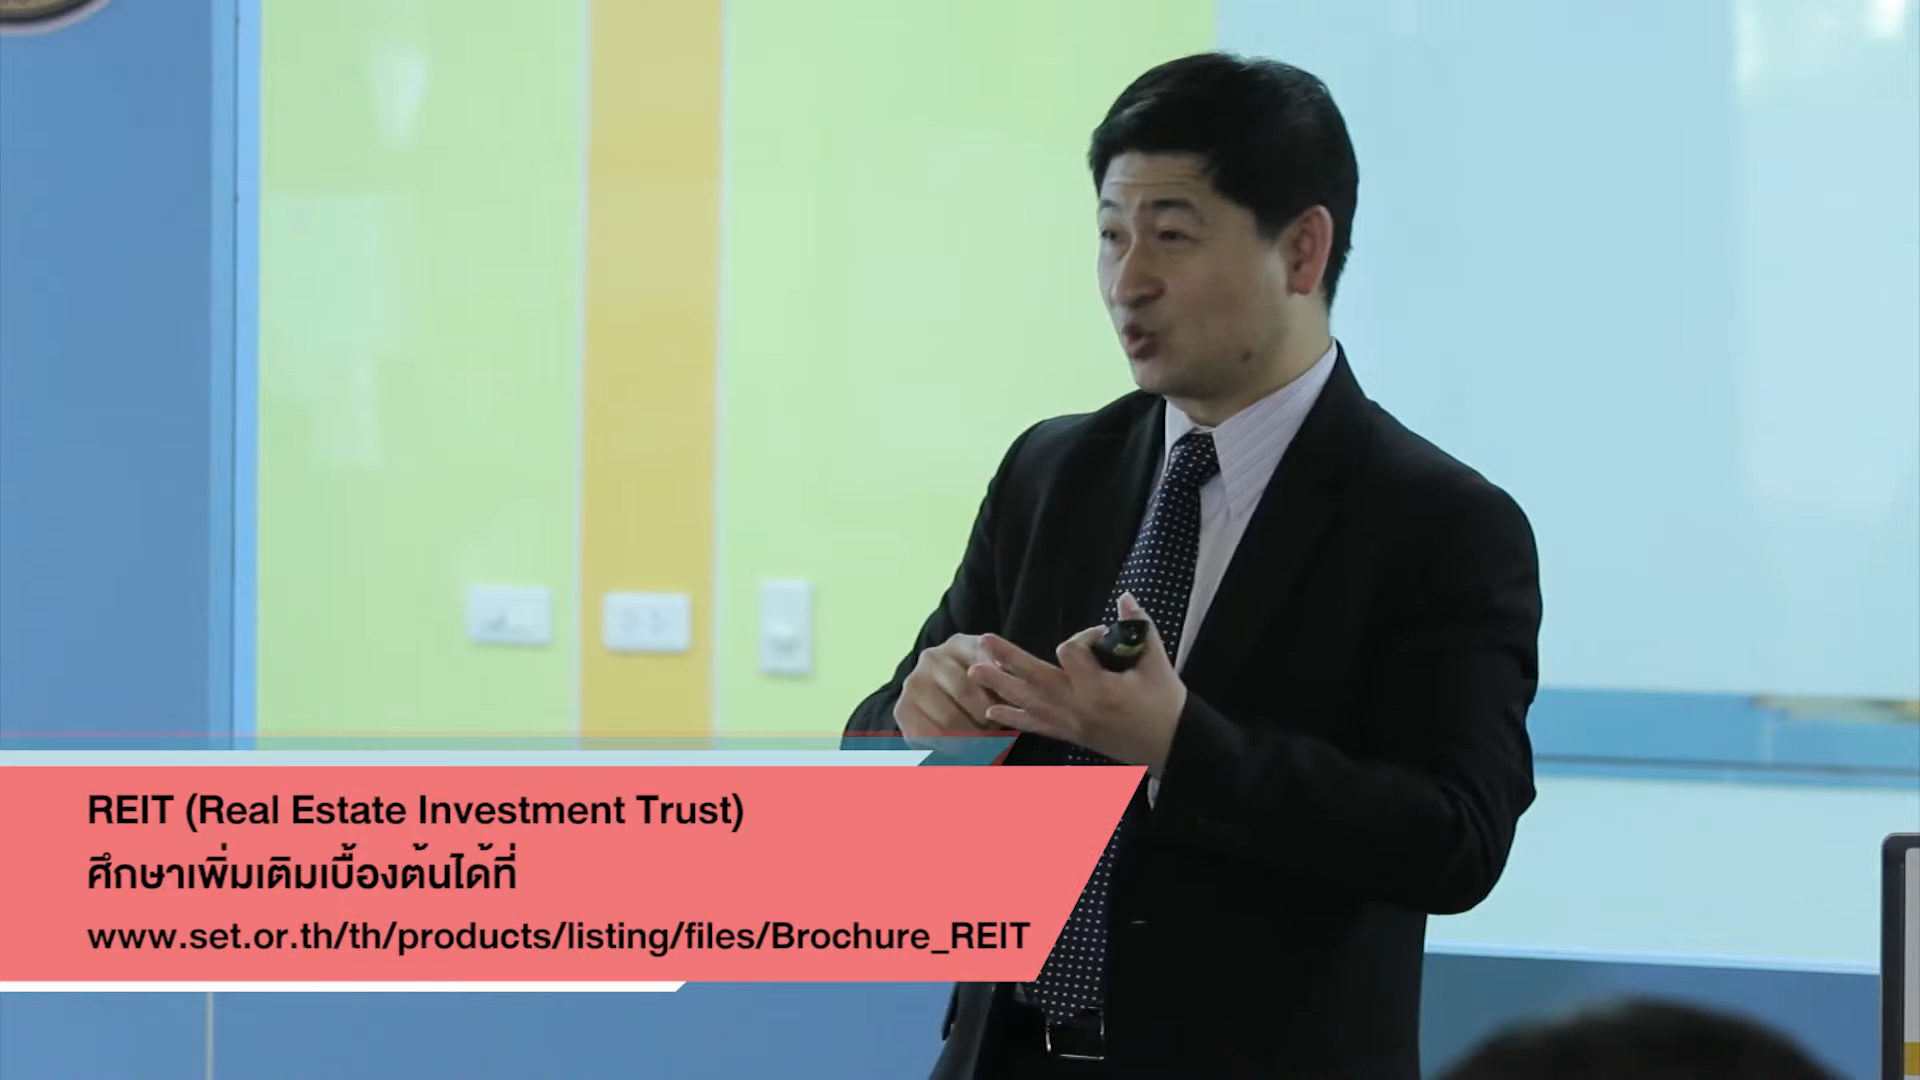 REIT (Real Estate Investment Trust)
ศึกษาเพิ่มเติมเบื้องต้นได้ที่
www.set.or.th/th/products/listing/files/Brochure_REIT